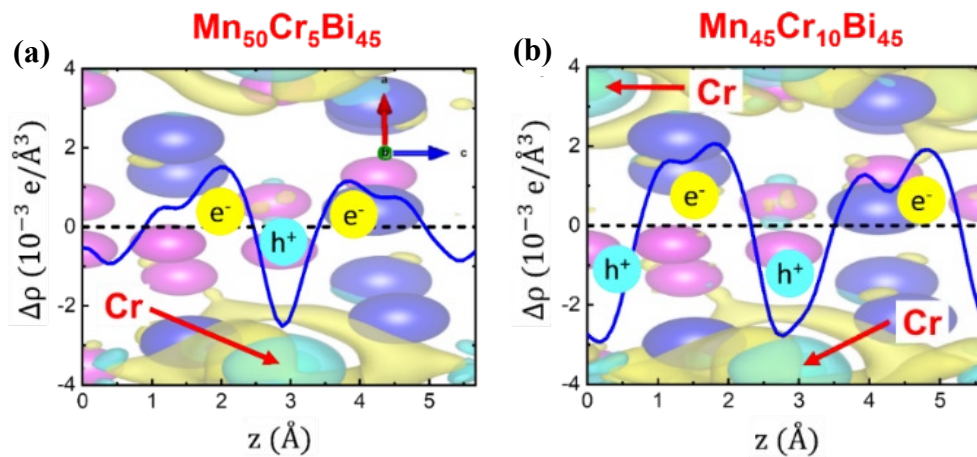 Mn₅₀Cr₅Bi₄₅
(a)
4
2
0
-2
-4
Δρ (10⁻³ e/Å³)
a
b
c
e⁻
e⁻
h⁺
Cr
0 1 2 3 4 5
z (Å)
Mn₄₅Cr₁₀Bi₄₅
(b)
4
2
0
-2
-4
Δρ (10⁻³ e/Å³)
Cr
e⁻
e⁻
h⁺
h⁺
Cr
0 1 2 3 4 5
z (Å)